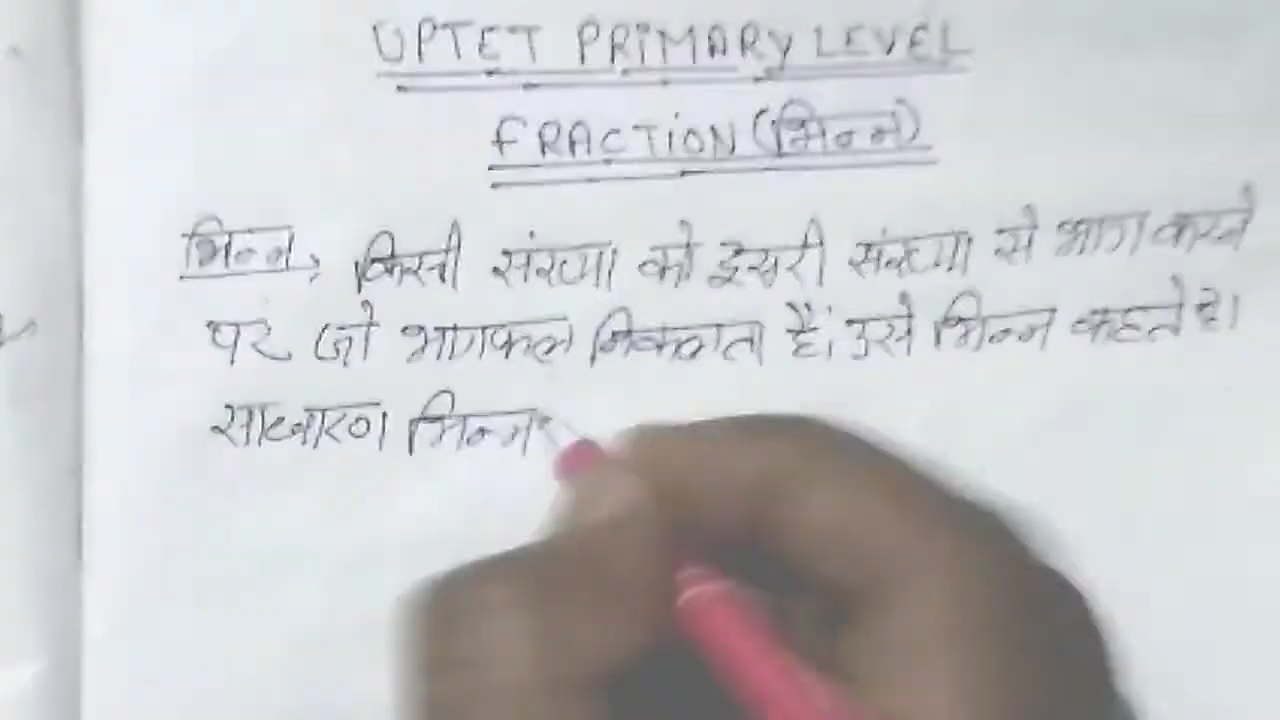 UPTET PRIMARY LEVEL
FRACTION (भिन्न)
भिन्न, किसी संख्या को दूसरी संख्या से भाग करने
पर जो भागफल निकलता हैं। उसे भिन्न कहते है।
साधारण भिन्न